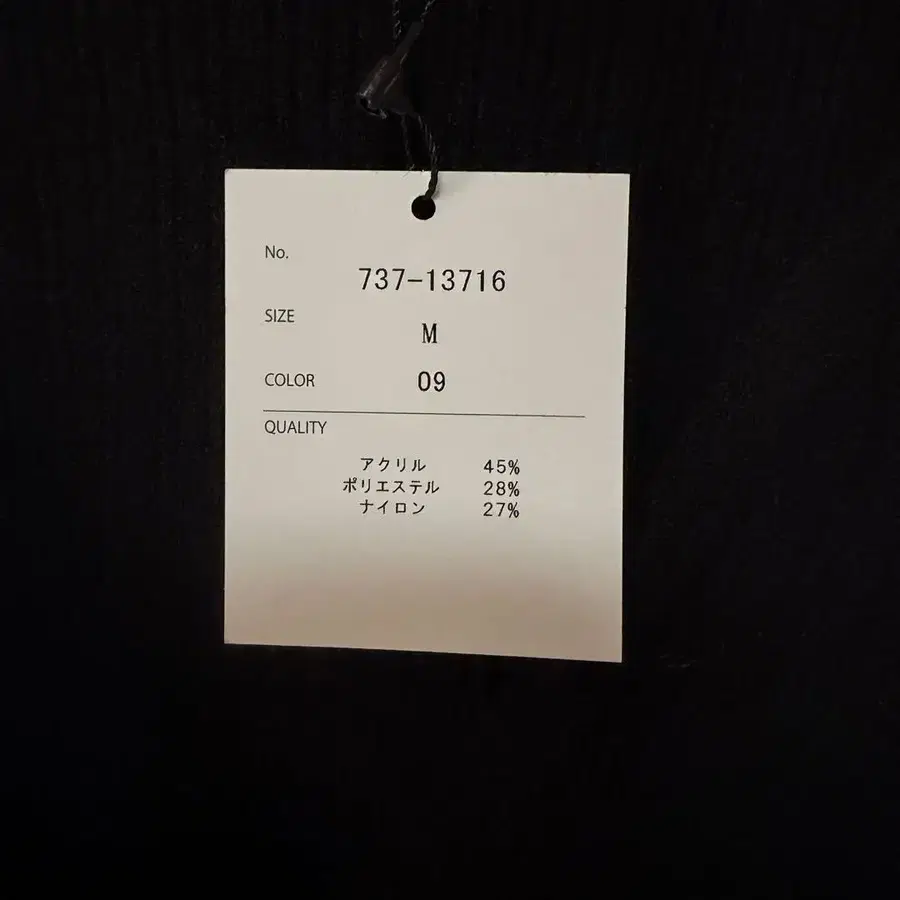 No.
737-13716
SIZE
M
COLOR 09
QUALITY
アクリル 45%
ポリエステル 28%
ナイロン 27%